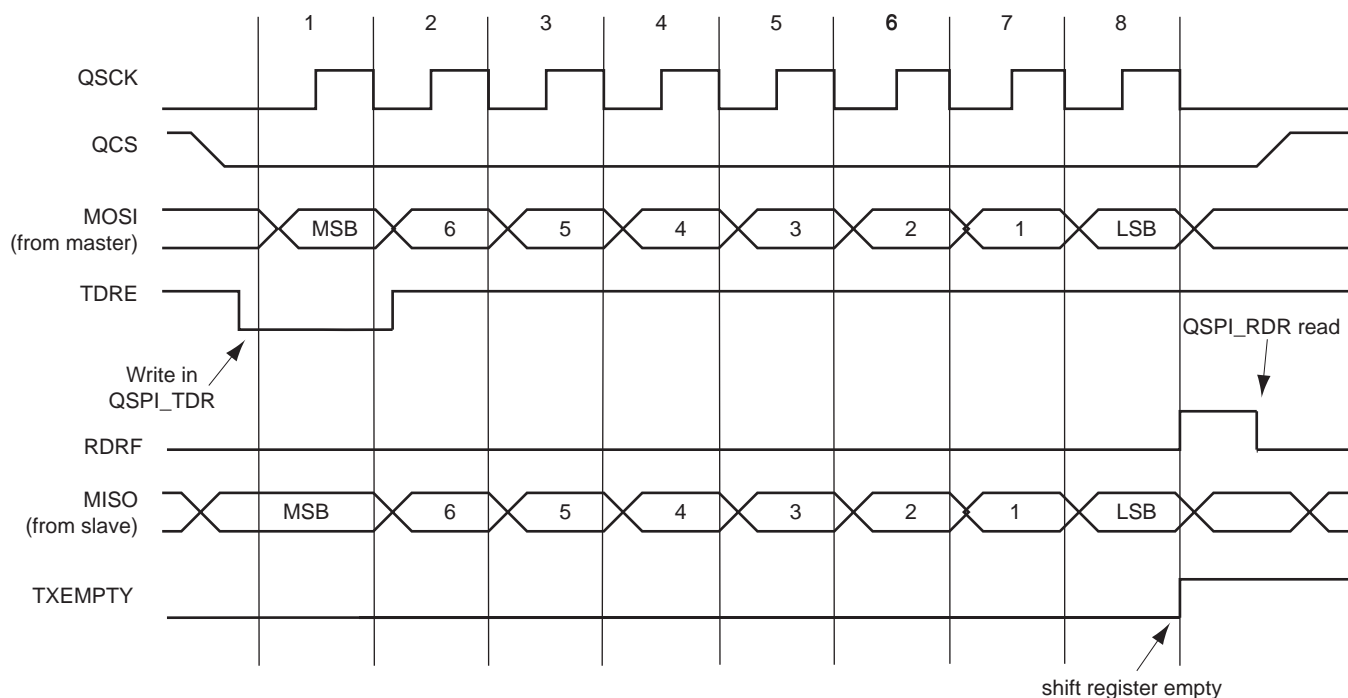 1 2 3 4 5 6 7 8
QSCK
QCS
MOSI
(from master)
MSB 6 5 4 3 2 1 LSB
TDRE
QSPI_RDR read
Write in
QSPI_TDR
RDRF
MISO
(from slave)
MSB 6 5 4 3 2 1 LSB
TXEMPTY
shift register empty